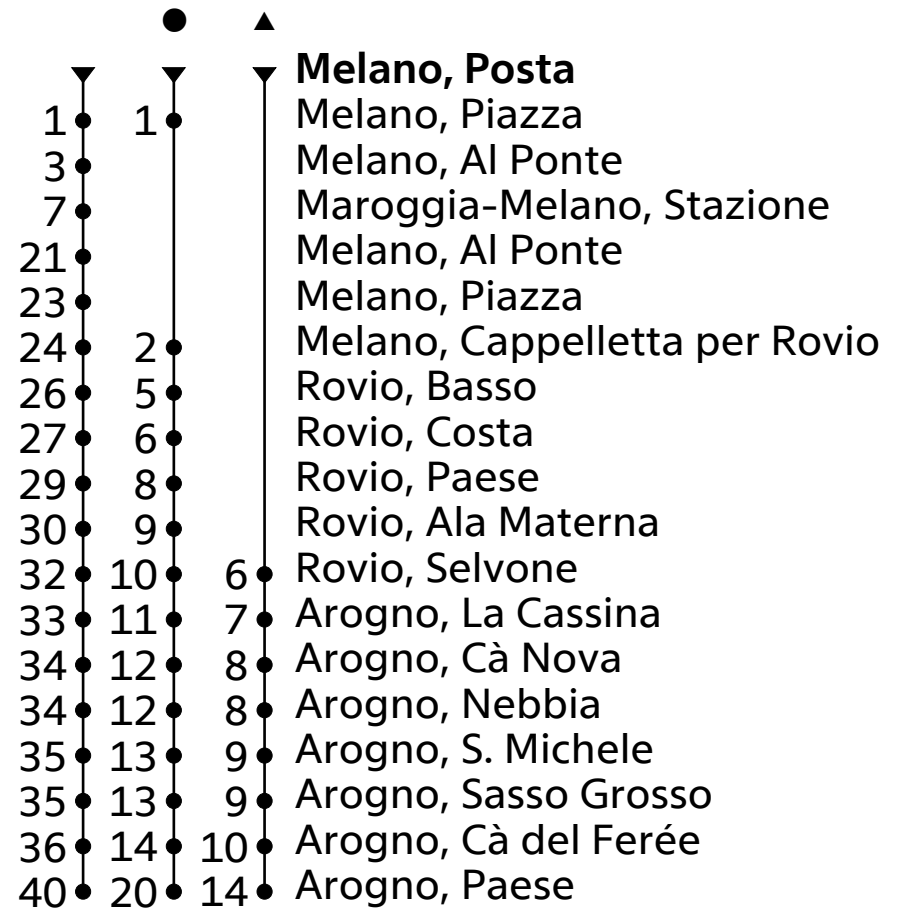 ● ▲
Melano, Posta
1 1 Melano, Piazza
3 Melano, Al Ponte
7 Maroggia-Melano, Stazione
21 Melano, Al Ponte
23 Melano, Piazza
24 2 Melano, Cappelletta per Rovio
26 5 Rovio, Basso
27 6 Rovio, Costa
29 8 Rovio, Paese
30 9 Rovio, Ala Materna
32 10 6 Rovio, Selvone
33 11 7 Arogno, La Cassina
34 12 8 Arogno, Cà Nova
34 12 8 Arogno, Nebbia
35 13 9 Arogno, S. Michele
35 13 9 Arogno, Sasso Grosso
36 14 10 Arogno, Cà del Ferée
40 20 14 Arogno, Paese